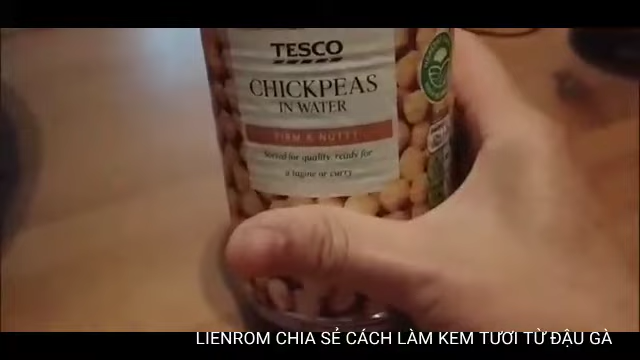 TESCO
CHICKPEAS
IN WATER
FIRM & NUTTY
Sorted for quality, ready for
a tagine or curry
LIENROM CHIA SẺ CÁCH LÀM KEM TƯƠI TỪ ĐẬU GÀ